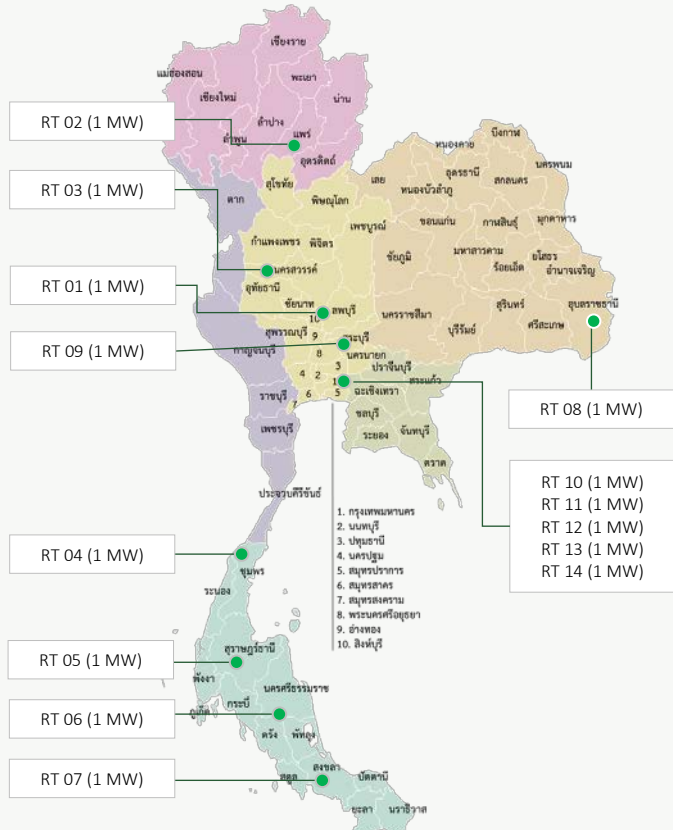 เชียงราย
แม่ฮ่องสอน
พะเยา
เชียงใหม่
น่าน
ลำปาง
ลำพูน
แพร่
อุตรดิตถ์
สุโขทัย
ตาก
พิษณุโลก
เพชรบูรณ์
กำแพงเพชร
พิจิตร
นครสวรรค์
อุทัยธานี
ชัยนาท
ลพบุรี
10
9
สระบุรี
สุพรรณบุรี
8
นครนายก
กาญจนบุรี
3
4
2
1
6
5
7
ราชบุรี
เพชรบุรี
ประจวบคีรีขันธ์
บึงกาฬ
หนองคาย
นครพนม
เลย
อุดรธานี
สกลนคร
หนองบัวลำภู
ขอนแก่น
กาฬสินธุ์
มุกดาหาร
ชัยภูมิ
มหาสารคาม
ร้อยเอ็ด
ยโสธร
อำนาจเจริญ
นครราชสีมา
บุรีรัมย์
สุรินทร์
ศรีสะเกษ
อุบลราชธานี
ปราจีนบุรี
สระแก้ว
ฉะเชิงเทรา
ชลบุรี
ระยอง
จันทบุรี
ตราด
ชุมพร
ระนอง
สุราษฎร์ธานี
พังงา
ภูเก็ต
กระบี่
นครศรีธรรมราช
ตรัง
พัทลุง
สตูล
สงขลา
ปัตตานี
ยะลา
นราธิวาส
RT 02 (1 MW)
RT 03 (1 MW)
RT 01 (1 MW)
RT 09 (1 MW)
RT 04 (1 MW)
RT 05 (1 MW)
RT 06 (1 MW)
RT 07 (1 MW)
RT 08 (1 MW)
RT 10 (1 MW)
RT 11 (1 MW)
RT 12 (1 MW)
RT 13 (1 MW)
RT 14 (1 MW)
1. กรุงเทพมหานคร
2. นนทบุรี
3. ปทุมธานี
4. นครปฐม
5. สมุทรปราการ
6. สมุทรสาคร
7. สมุทรสงคราม
8. พระนครศรีอยุธยา
9. อ่างทอง
10. สิงห์บุรี